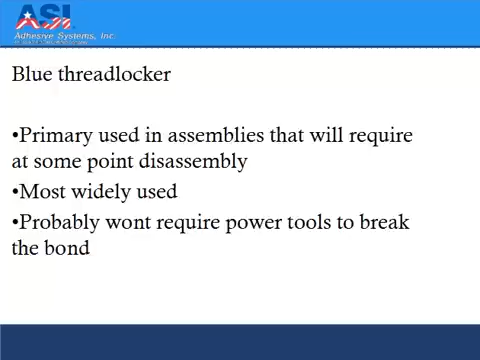 ASI
Adhesive Systems, Inc.
Blue threadlocker
•Primary used in assemblies that will require
at some point disassembly
•Most widely used
•Probably wont require power tools to break
the bond